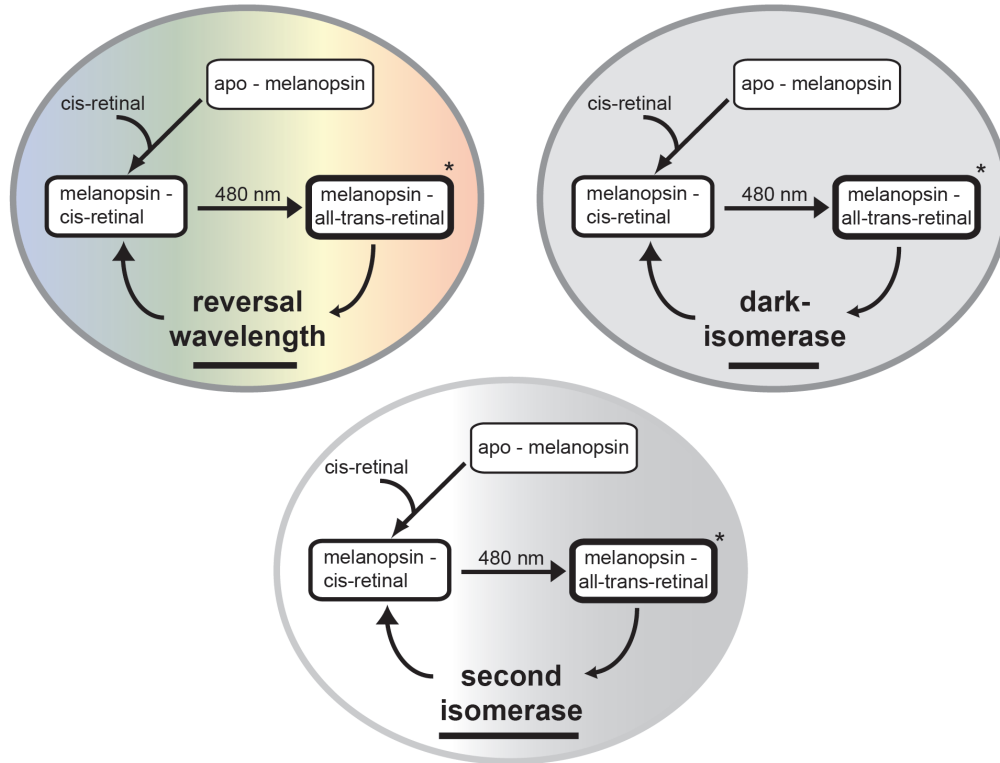 apo - melanopsin
cis-retinal
melanopsin -
cis-retinal
480 nm
melanopsin -
all-trans-retinal
*
reversal
wavelength
apo - melanopsin
cis-retinal
melanopsin -
cis-retinal
480 nm
melanopsin -
all-trans-retinal
*
dark-
isomerase
apo - melanopsin
cis-retinal
melanopsin -
cis-retinal
480 nm
melanopsin -
all-trans-retinal
*
second
isomerase